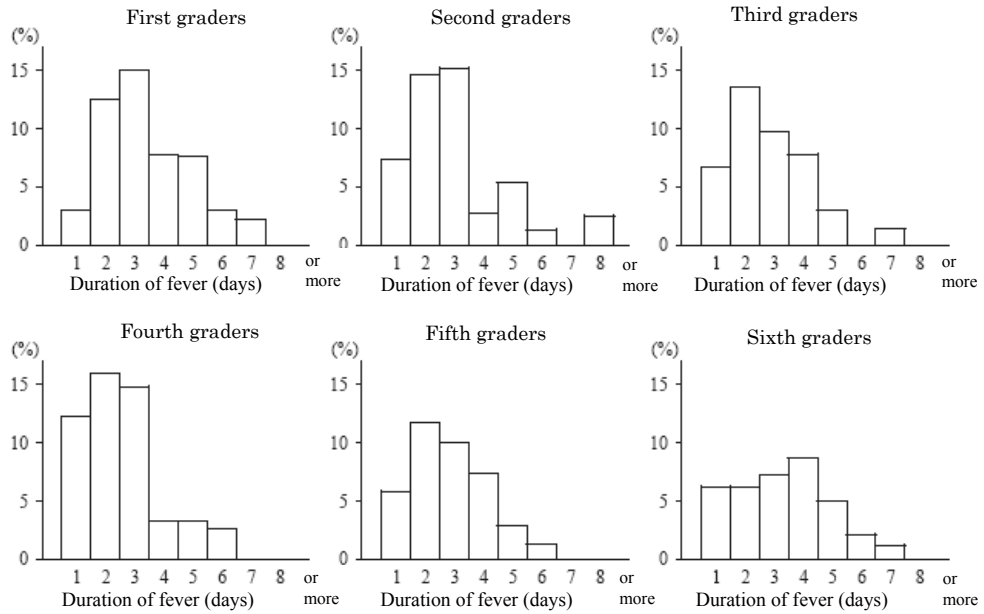 First graders
(%)
15
10
5
0
1 2 3 4 5 6 7 8 or more
Duration of fever (days)
Second graders
(%)
15
10
5
0
1 2 3 4 5 6 7 8 or more
Duration of fever (days)
Third graders
(%)
15
10
5
0
1 2 3 4 5 6 7 8 or more
Duration of fever (days)
Fourth graders
(%)
15
10
5
0
1 2 3 4 5 6 7 8 or more
Duration of fever (days)
Fifth graders
(%)
15
10
5
0
1 2 3 4 5 6 7 8 or more
Duration of fever (days)
Sixth graders
(%)
15
10
5
0
1 2 3 4 5 6 7 8 or more
Duration of fever (days)